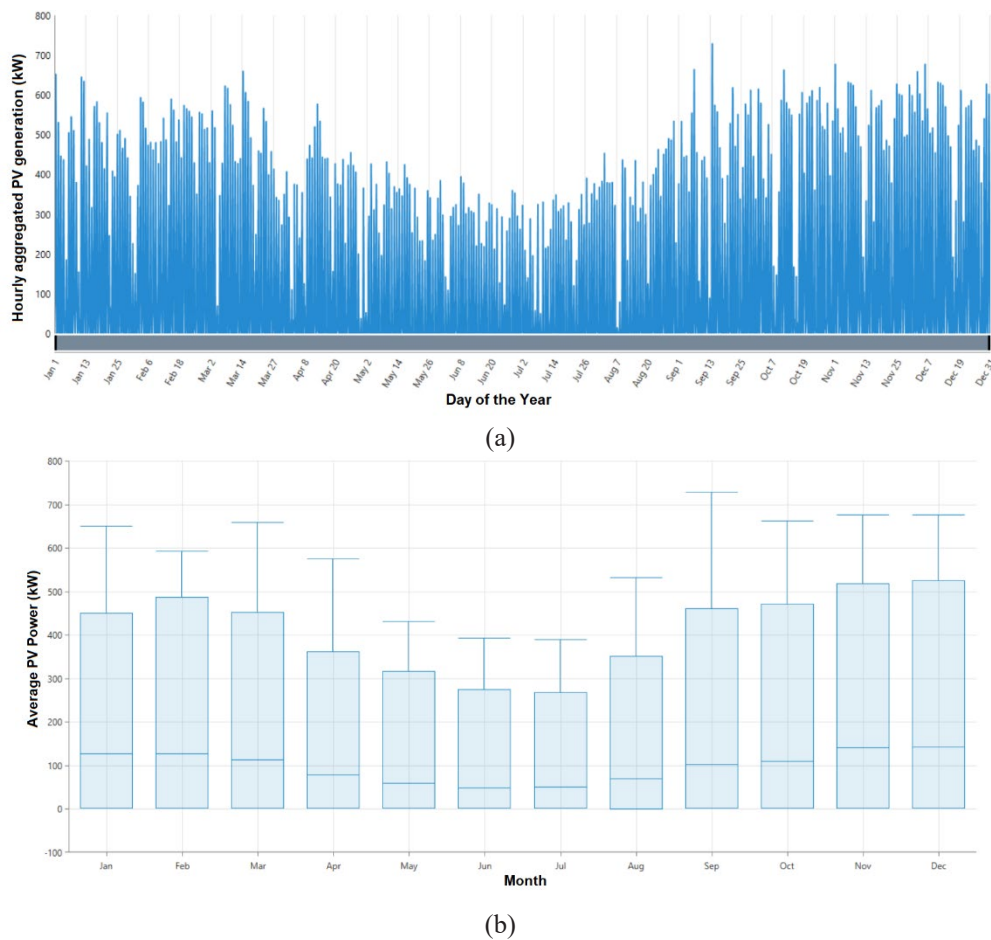 800
700
600
500
400
300
200
100
0
Hourly aggregated PV generation (kW)
Jan 1 Jan 13 Jan 25 Feb 6 Feb 18 Mar 2 Mar 14 Mar 27 Apr 8 Apr 20 May 2 May 14 May 26 Jun 8 Jun 20 Jul 2 Jul 14 Jul 26 Aug 7 Aug 20 Sep 1 Sep 13 Sep 25 Oct 7 Oct 19 Nov 1 Nov 13 Nov 25 Dec 7 Dec 19 Dec 31
Day of the Year
(a)
800
700
600
500
400
300
200
100
0
-100
Average PV Power (kW)
Jan Feb Mar Apr May Jun Jul Aug Sep Oct Nov Dec
Month
(b)